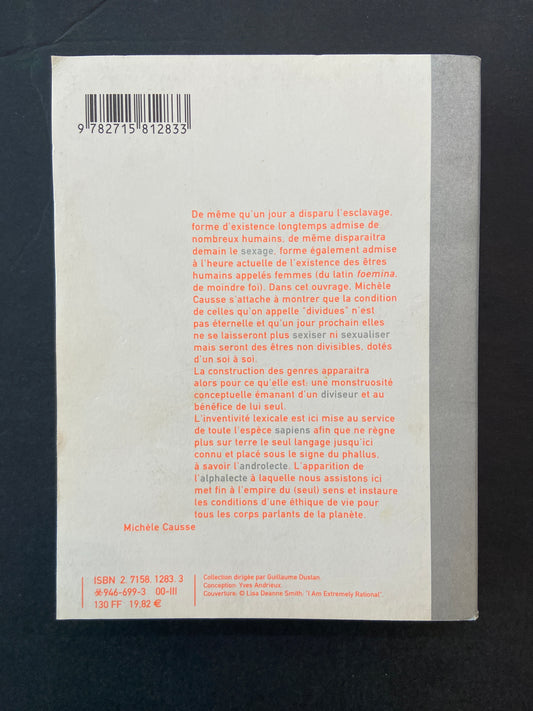 9 782715 812833
De même qu'un jour a disparu l'esclavage,
forme d'existence longtemps admise de
nombreux humains, de même disparaitra
demain le sexage, forme également admise
à l'heure actuelle de l'existence des êtres
humains appelés femmes (du latin foemina,
de moindre foi). Dans cet ouvrage, Michèle
Causse s'attache à montrer que la condition
de celles qu'on appelle "dividues" n'est
pas éternelle et qu'un jour prochain elles
ne se laisseront plus sexiser ni sexualiser
mais seront des êtres non divisibles, dotés
d'un soi à soi).
La construction des genres apparaitra
alors pour ce qu'elle est: une monstruosité
conceptuelle émanant d'un diviseur et au
bénéfice de lui seul.
L'inventivité lexicale est ici mise au service
de toute l'espèce sapiens afin que ne règne
plus sur terre le seul langage jusqu'ici
connu et placé sous le signe du phallus,
à savoir l'androlecte. L'apparition de
l'alphalecte à laquelle nous assistons ici
met fin à l'empire du (seul) sens et instaure
les conditions d'une éthique de vie pour
tous les corps parlants de la planète.
Michèle Causse
ISBN 2. 7158. 1283. 3
946-699-3 00-III
130 FF 19.82 €
Collection dirigée par Guillaume Dustan.
Conception: Yves Andrieux.
Couverture: © Lisa Deanne Smith, "I Am Extremely Rational".